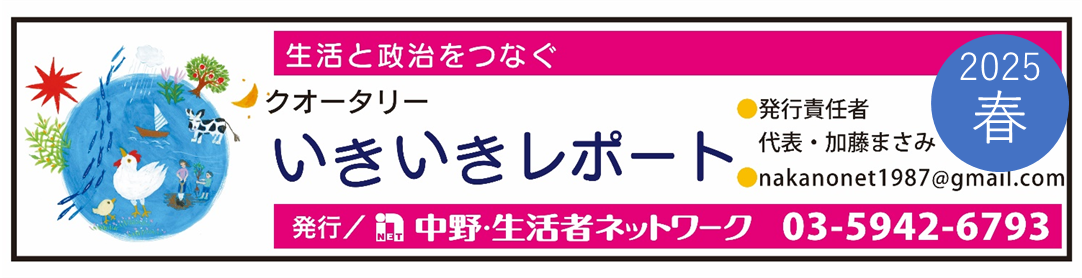 生活と政治をつなぐ
2025
春
クオータリー
いきいきレポート
●発行責任者
代表・加藤まさみ
●nakanonet1987@gmail.com
発行／ NET 中野・生活者ネットワーク 03-5942-6793